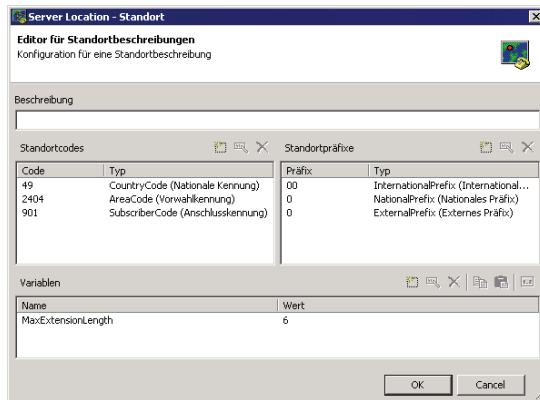 Server Location - Standort
Editor für Standortbeschreibungen
Konfiguration für eine Standortbeschreibung
Beschreibung
Standortcodes
Code Typ
49 CountryCode (Nationale Kennung)
2404 AreaCode (Vorwahlkennung)
901 SubscriberCode (Anschlusskennung)
Standortpräfixe
Präfix Typ
00 InternationalPrefix (International...
0 NationalPrefix (Nationales Präfix)
0 ExternalPrefix (Externes Präfix)
Variablen
Name Wert
MaxExtensionLength 6
OK Cancel